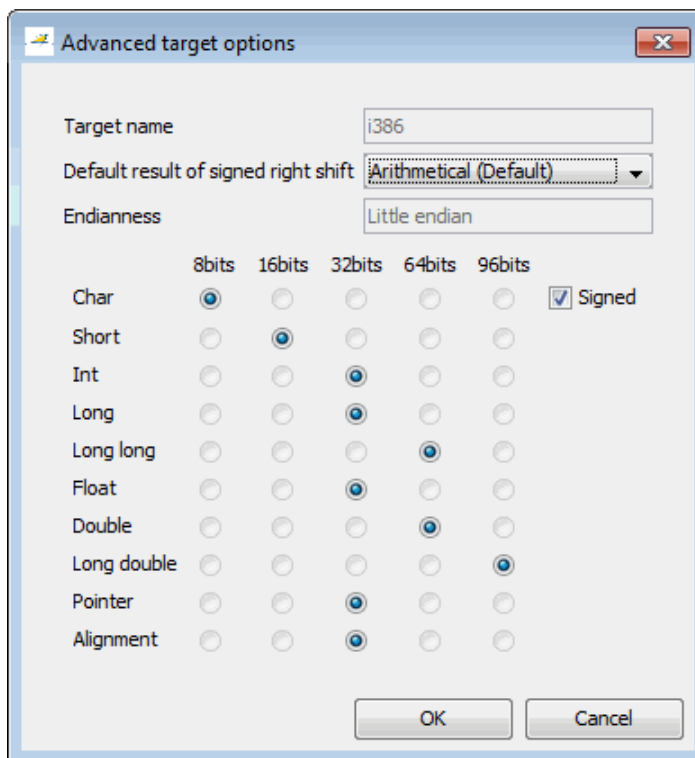 Advanced target options
Target name i386
Default result of signed right shift Arithmetical (Default)
Endianness Little endian
8bits 16bits 32bits 64bits 96bits
Char Signed
Short
Int
Long
Long long
Float
Double
Long double
Pointer
Alignment
OK Cancel